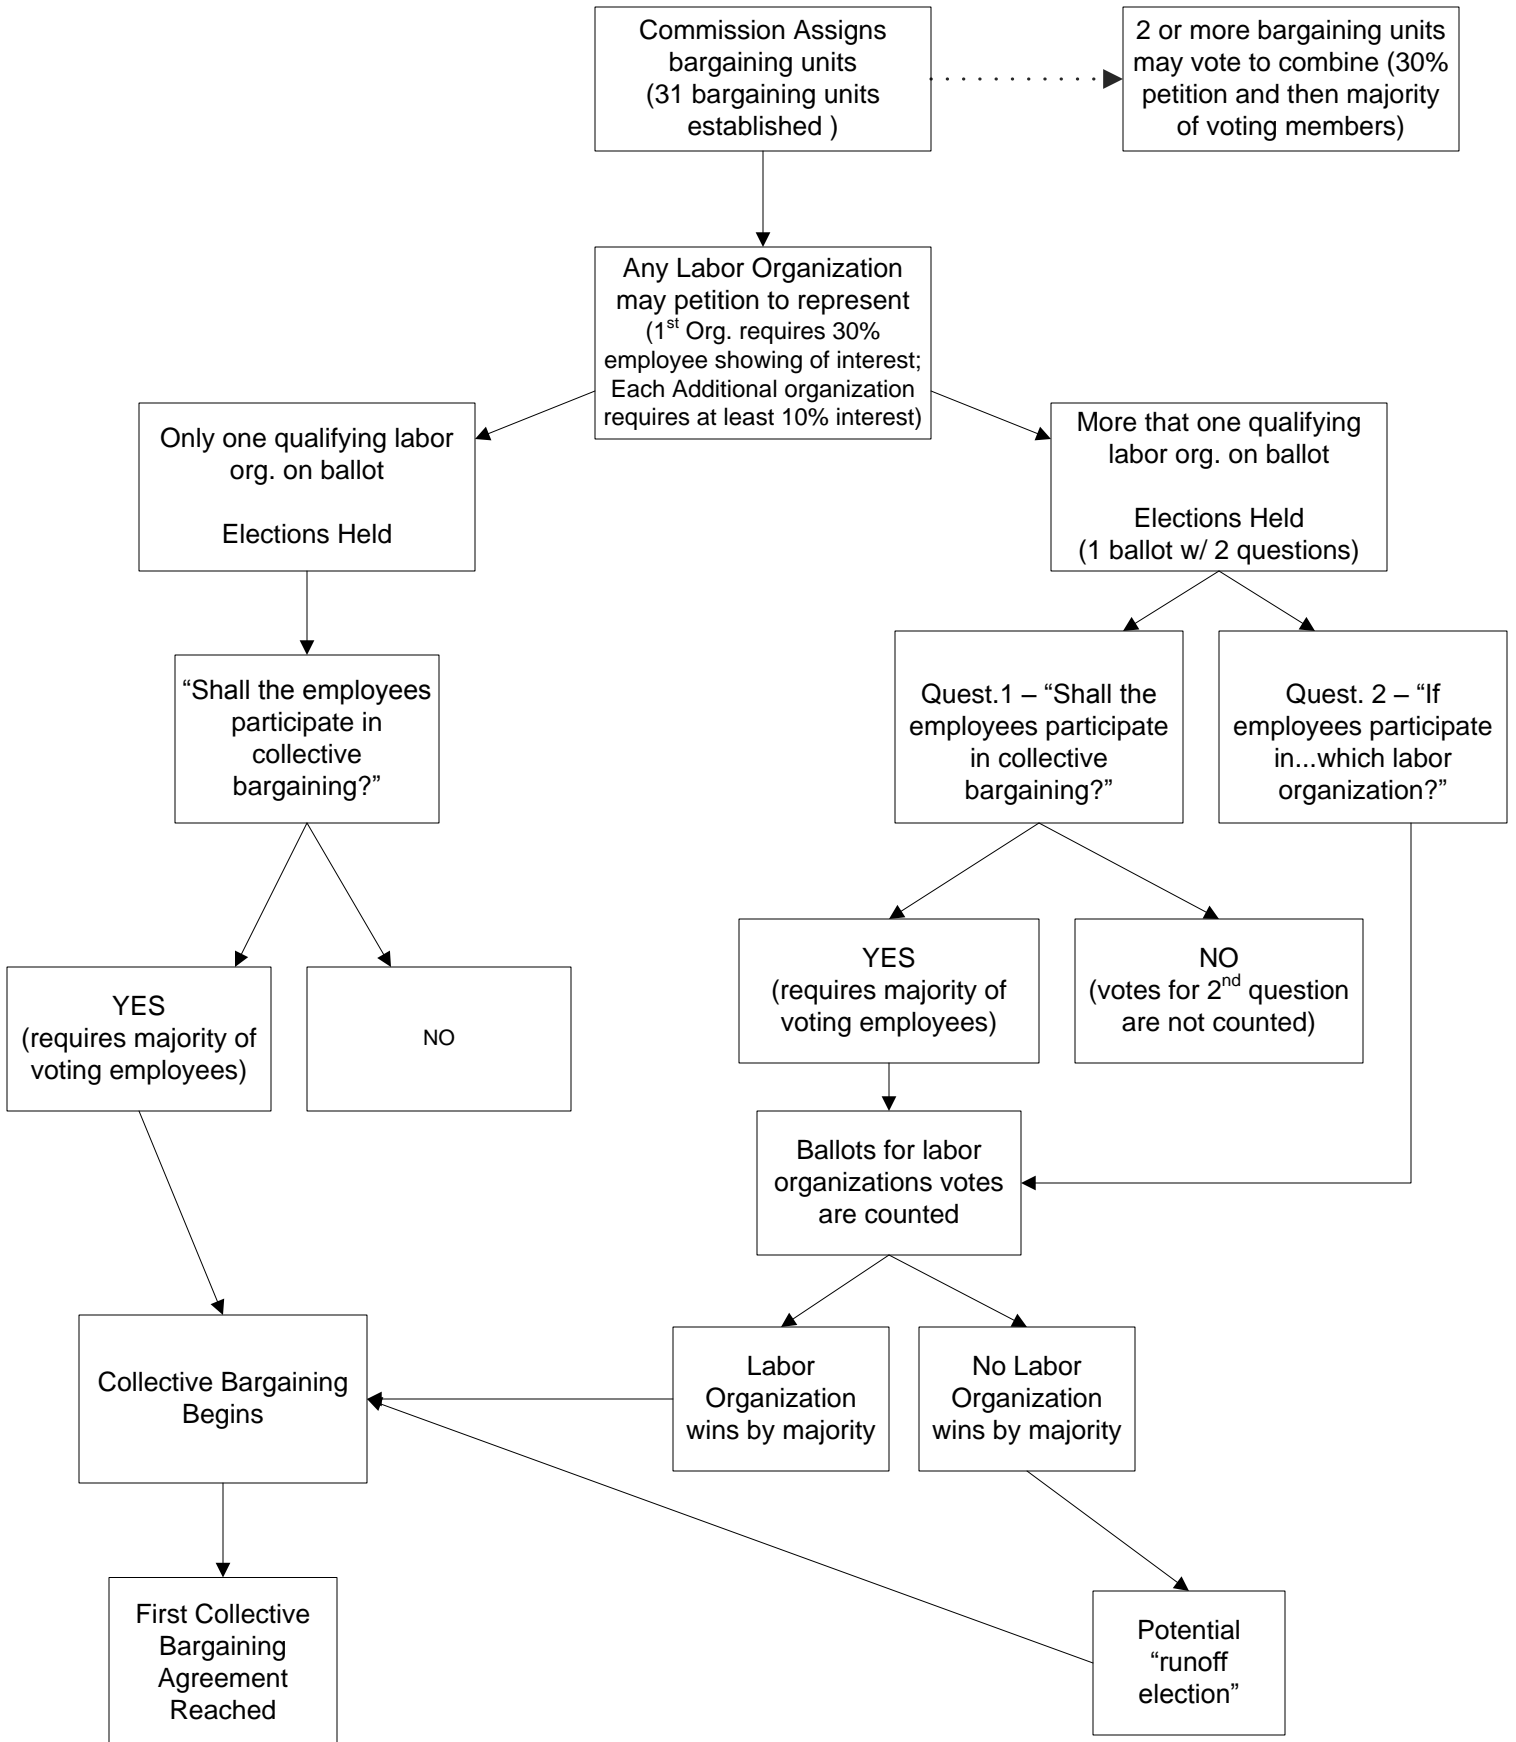 Commission Assigns
bargaining units
(31 bargaining units
established )
2 or more bargaining units
may vote to combine (30%
petition and then majority
of voting members)
Any Labor Organization
may petition to represent
(1st Org. requires 30%
employee showing of interest;
Each Additional organization
requires at least 10% interest)
Only one qualifying labor
org. on ballot
Elections Held
More that one qualifying
labor org. on ballot
Elections Held
(1 ballot w/ 2 questions)
“Shall the employees
participate in
collective
bargaining?”
Quest.1 – “Shall the
employees participate
in collective
bargaining?”
Quest. 2 – “If
employees participate
in...which labor
organization?”
YES
(requires majority of
voting employees)
NO
YES
(requires majority of
voting employees)
NO
(votes for 2nd question
are not counted)
Ballots for labor
organizations votes
are counted
Collective Bargaining
Begins
Labor
Organization
wins by majority
No Labor
Organization
wins by majority
First Collective
Bargaining
Agreement
Reached
Potential
“runoff
election”